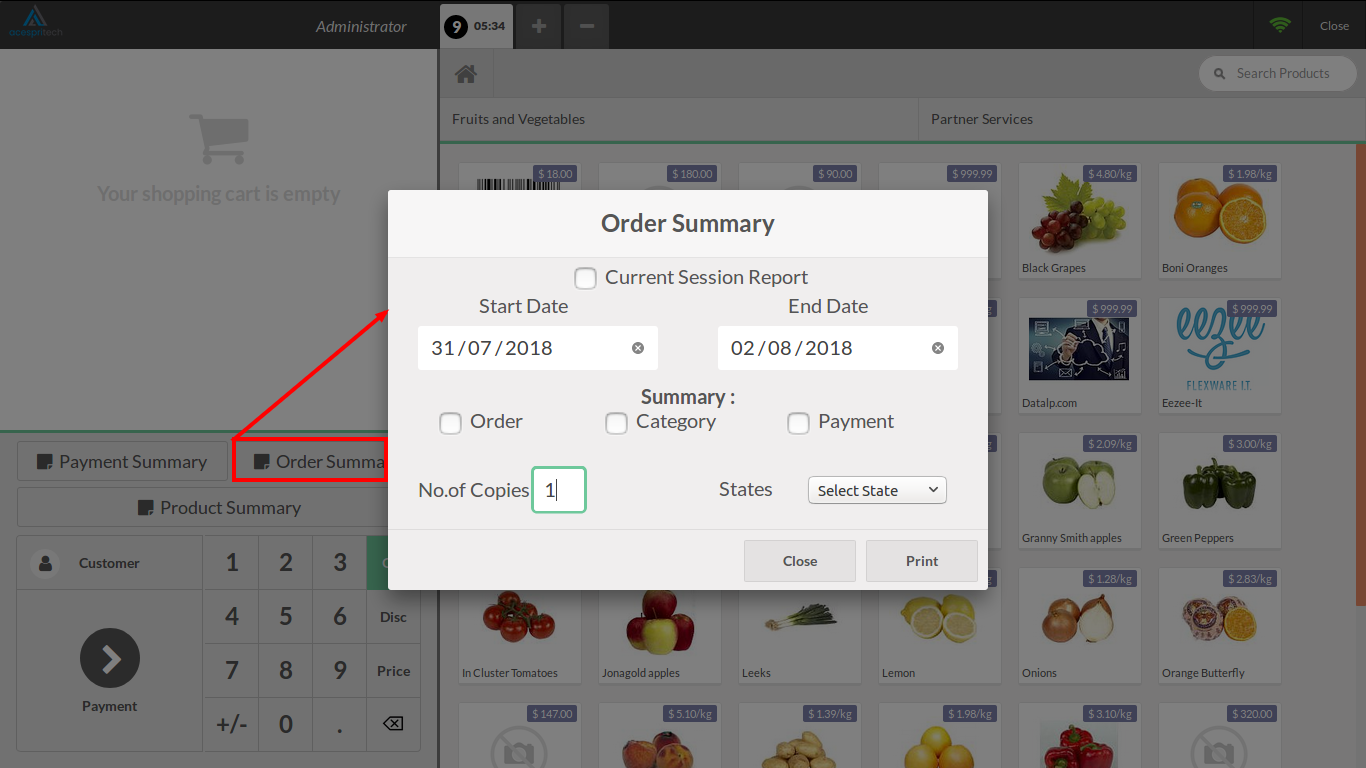 acespritech
Administrator
9 05:34
+
−
Close
Search Products
Fruits and Vegetables
Partner Services
Your shopping cart is empty
$ 18.00
$ 180.00
$ 90.00
$ 999.99
$ 4.80/kg
$ 1.98/kg
Black Grapes
Boni Oranges
$ 999.99
$ 999.99
eezee
FLEXWARE I.T.
Datalp.com
Eezee-It
$ 2.09/kg
$ 3.00/kg
Granny Smith apples
Green Peppers
Order Summary
Current Session Report
Start Date
End Date
31/07/2018
02/08/2018
Summary :
Order
Category
Payment
No.of Copies
1
States
Select State
Close
Print
Payment Summary
Order Summa
Product Summary
Customer
1 2 3
4 5 6 Disc
7 8 9 Price
+/- 0 .
Payment
$ 1.28/kg
$ 2.83/kg
In Cluster Tomatoes
Jonagold apples
Leeks
Lemon
Onions
Orange Butterfly
$ 147.00
$ 5.10/kg
$ 1.39/kg
$ 1.98/kg
$ 3.10/kg
$ 320.00